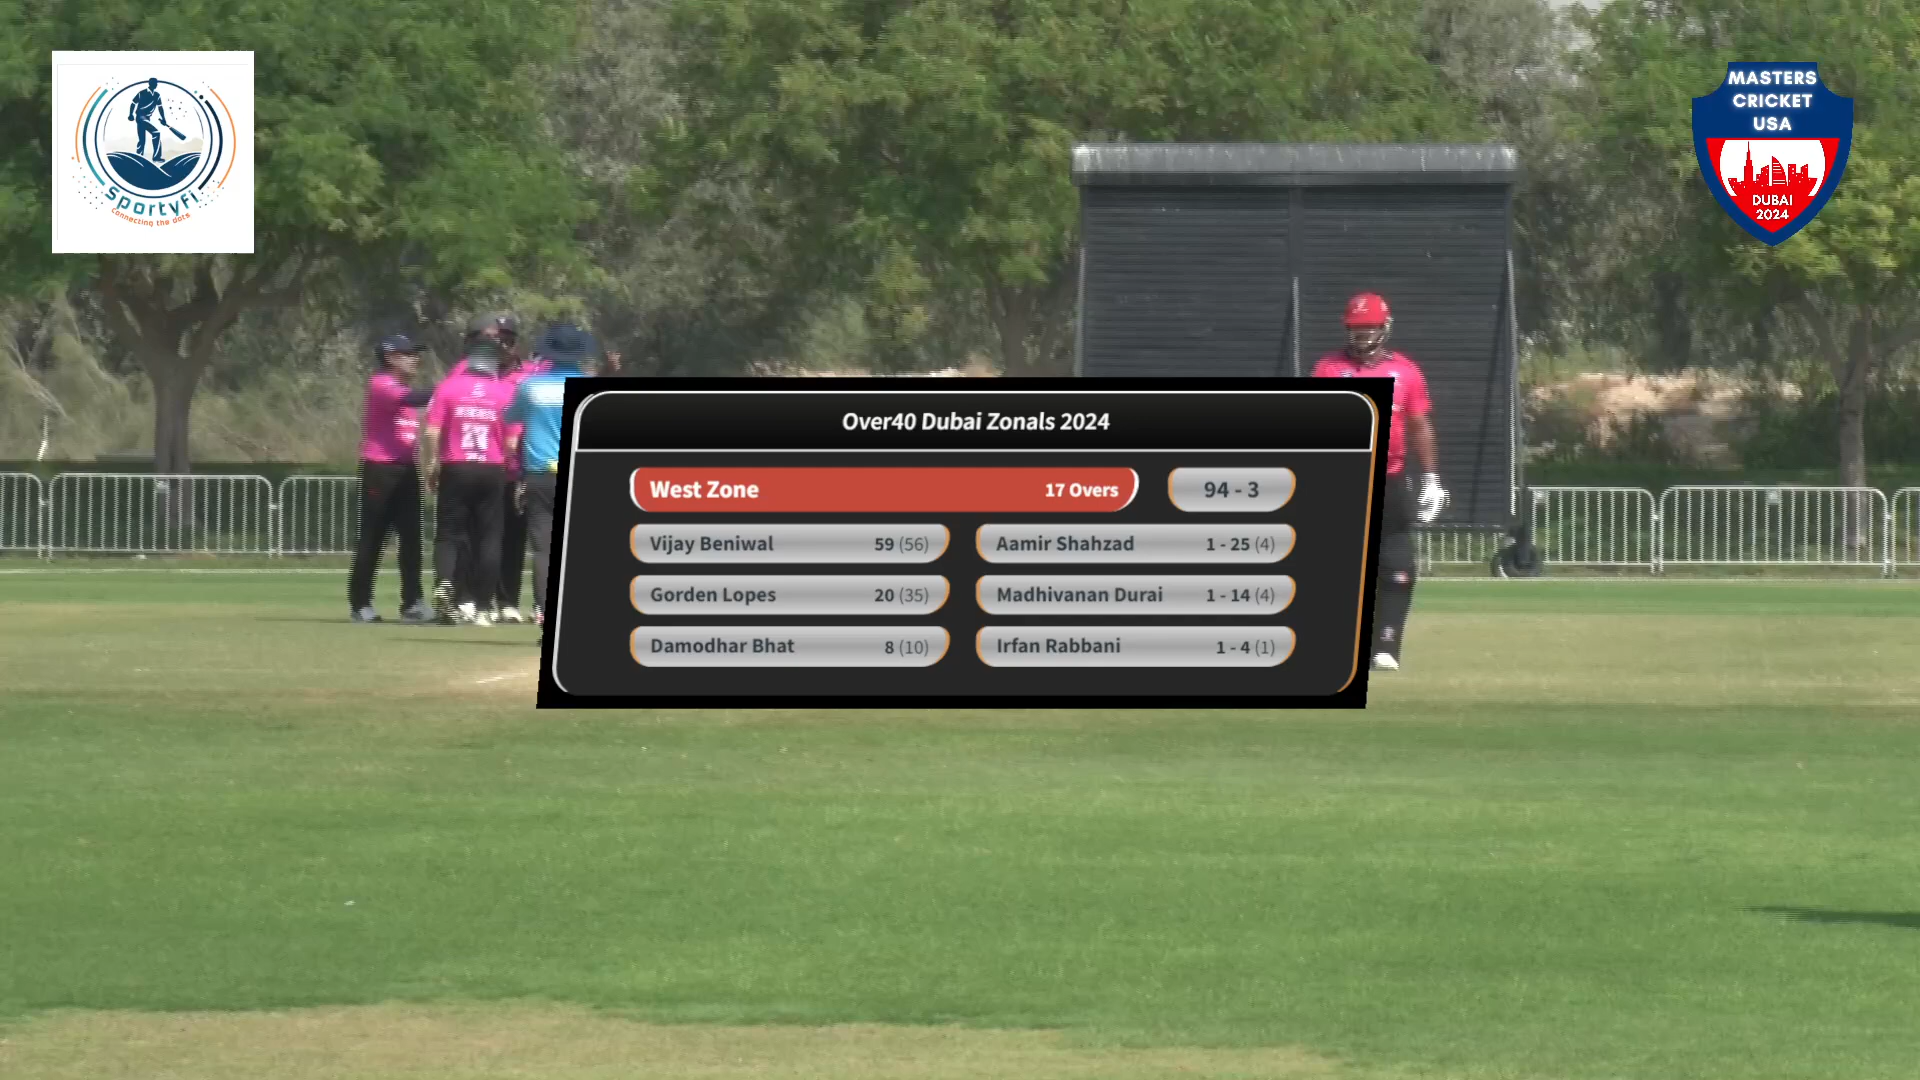 SportyFi
Connecting the dots
MASTERS
CRICKET
USA
DUBAI
2024
Over40 Dubai Zonals 2024
West Zone 17 Overs 94 - 3
Vijay Beniwal 59 (56) Aamir Shahzad 1 - 25 (4)
Gorden Lopes 20 (35) Madhivanan Durai 1 - 14 (4)
Damodhar Bhat 8 (10) Irfan Rabbani 1 - 4 (1)